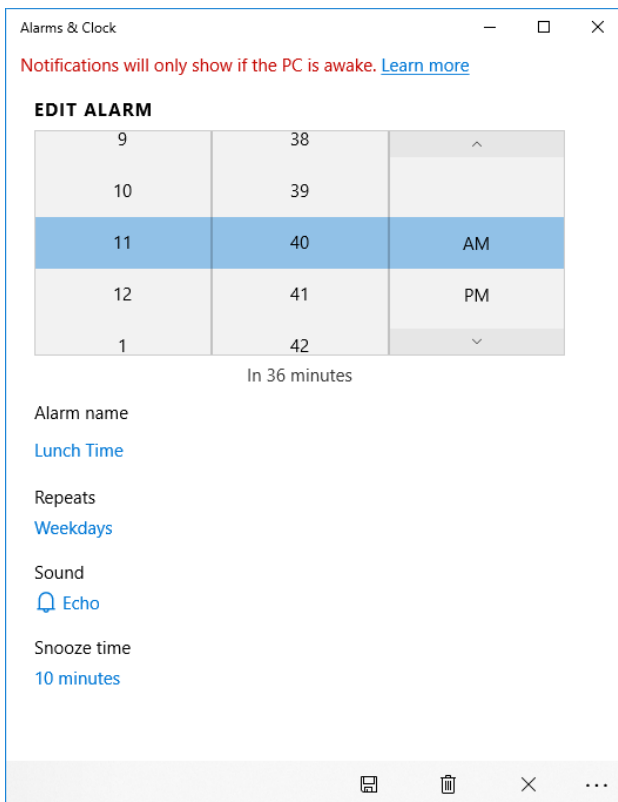 Alarms & Clock
Notifications will only show if the PC is awake. Learn more
EDIT ALARM
9 38
10 39
11 40 AM
12 41 PM
1 42
In 36 minutes
Alarm name
Lunch Time
Repeats
Weekdays
Sound
Echo
Snooze time
10 minutes